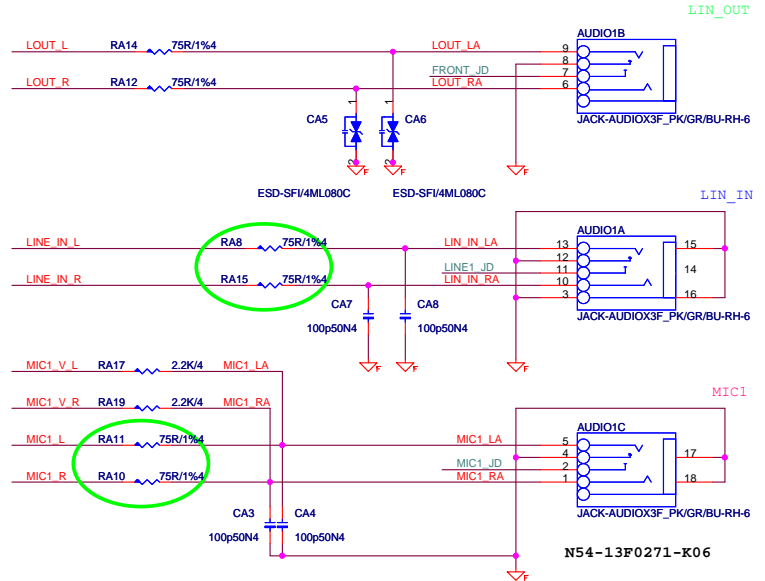 LIN_OUT
AUDIO1B
LOUT_L RA14 75R/1%4 LOUT_LA 9
8
FRONT_JD 7
LOUT_R RA12 75R/1%4 LOUT_RA 6
1 1
CA5 CA6
JACK-AUDIOX3F_PK/GR/BU-RH-6
2 2
F F F
ESD-SFI/4ML080C ESD-SFI/4ML080C
LIN_IN
AUDIO1A
LINE_IN_L RA8 75R/1%4 LIN_IN_LA 13 15
12
LINE1_JD 11 14
LINE_IN_R RA15 75R/1%4 LIN_IN_RA 10
3 16
CA7 CA8
JACK-AUDIOX3F_PK/GR/BU-RH-6
100p50N4 100p50N4
F F F
MIC1_V_L RA17 2.2K/4 MIC1_LA
MIC1
MIC1_V_R RA19 2.2K/4 MIC1_RA
AUDIO1C
MIC1_L RA11 75R/1%4 MIC1_LA 5
4 17
MIC1_JD 2
MIC1_R RA10 75R/1%4 MIC1_RA 1 18
CA3 CA4
JACK-AUDIOX3F_PK/GR/BU-RH-6
100p50N4 100p50N4
N54-13F0271-K06
F